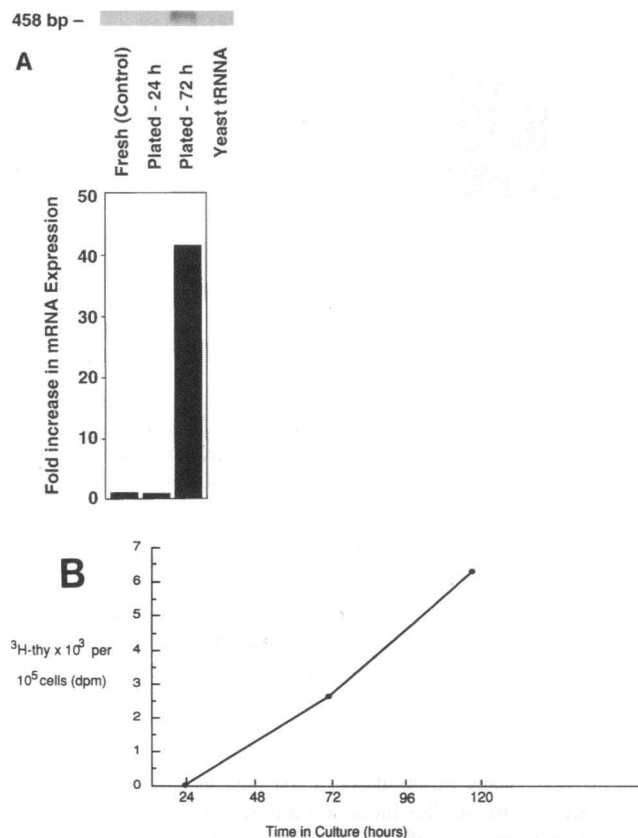 458 bp –
A
Fresh (Control)
Plated - 24 h
Plated - 72 h
Yeast tRNNA
Fold increase in mRNA Expression
50
40
30
20
10
0
B
³H-thy x 10³ per
10⁵ cells (dpm)
7
6
5
4
3
2
1
0
24 48 72 96 120
Time in Culture (hours)